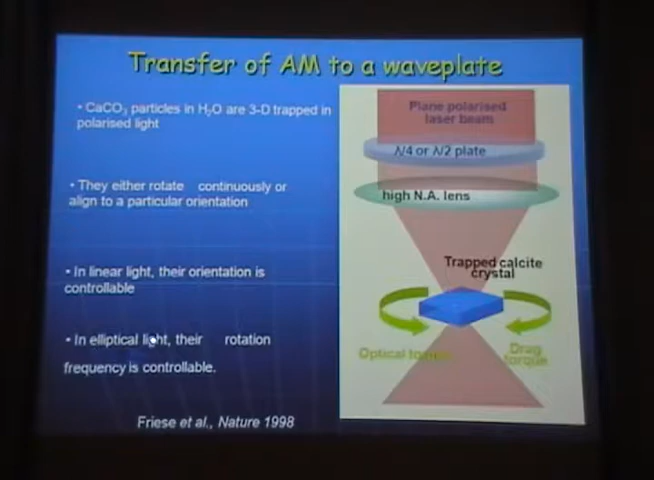 Transfer of AM to a waveplate
• CaCO3 particles in H2O are 3-D trapped in
polarised light
• They either rotate continuously or
align to a particular orientation
• In linear light, their orientation is
controllable
• In elliptical light, their rotation
frequency is controllable.
Friese et al., Nature 1998
Plane polarised
laser beam
λ/4 or λ/2 plate
high N.A. lens
Trapped calcite
crystal
Optical torque
Drag
torque